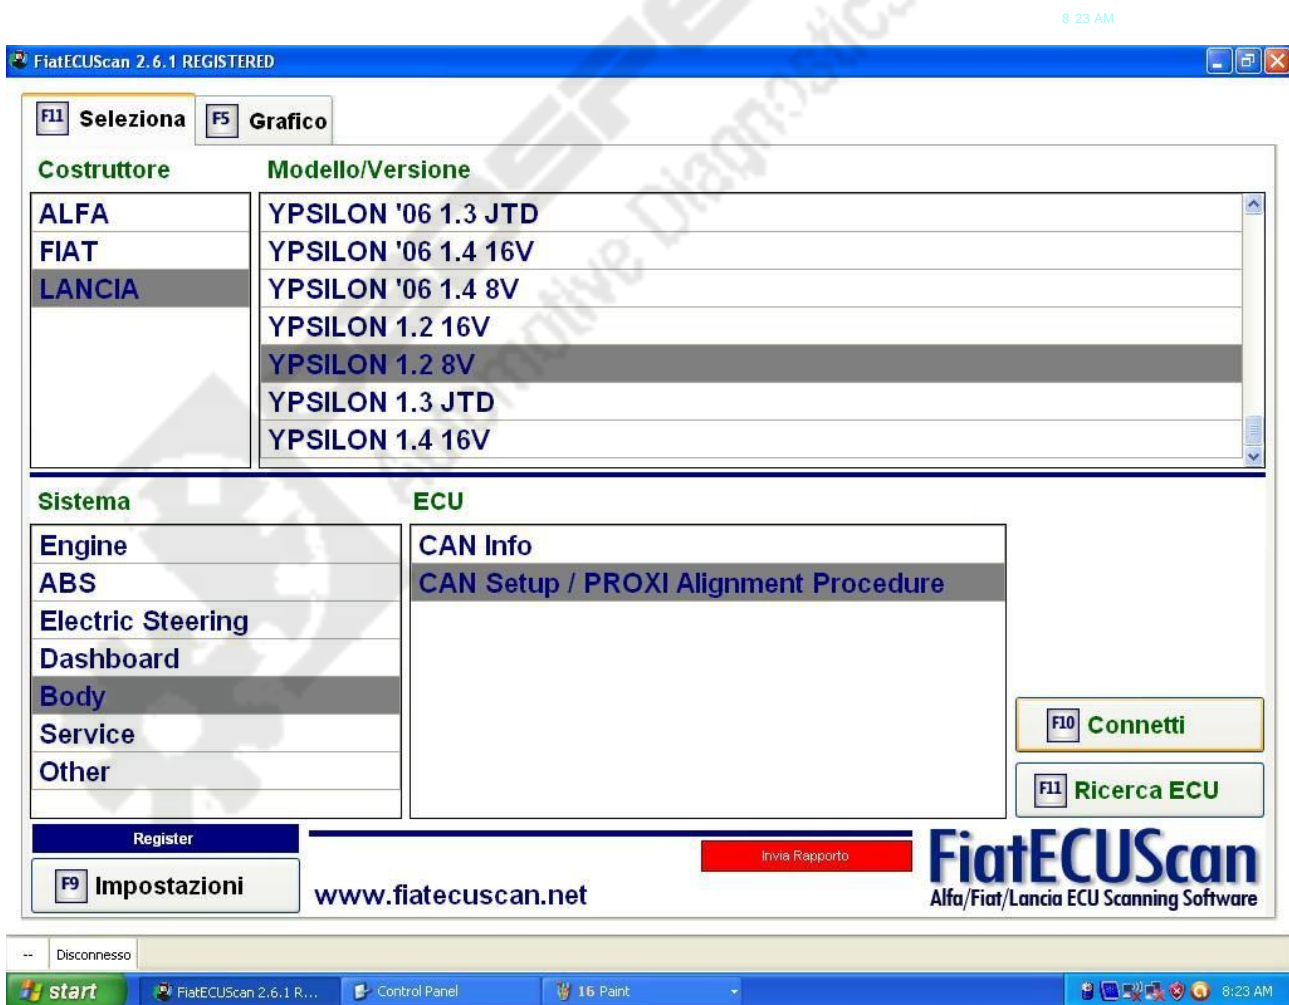 8 23 AM
FiatECUScan 2.6.1 REGISTERED
F11 Seleziona F5 Grafico
Costruttore Modello/Versione
ALFA YPSILON '06 1.3 JTD
FIAT YPSILON '06 1.4 16V
LANCIA YPSILON '06 1.4 8V
YPSILON 1.2 16V
YPSILON 1.2 8V
YPSILON 1.3 JTD
YPSILON 1.4 16V
Automotive Diagnostics
Sistema ECU
Engine CAN Info
ABS CAN Setup / PROXI Alignment Procedure
Electric Steering
Dashboard
Body
Service F10 Connetti
Other F11 Ricerca ECU
Register
Invia Rapporto
FiatECUScan
F9 Impostazioni www.fiatecuscan.net Alfa/Fiat/Lancia ECU Scanning Software
-- Disconnesso
start FiatECUScan 2.6.1 R... Control Panel 16 Paint 8:23 AM